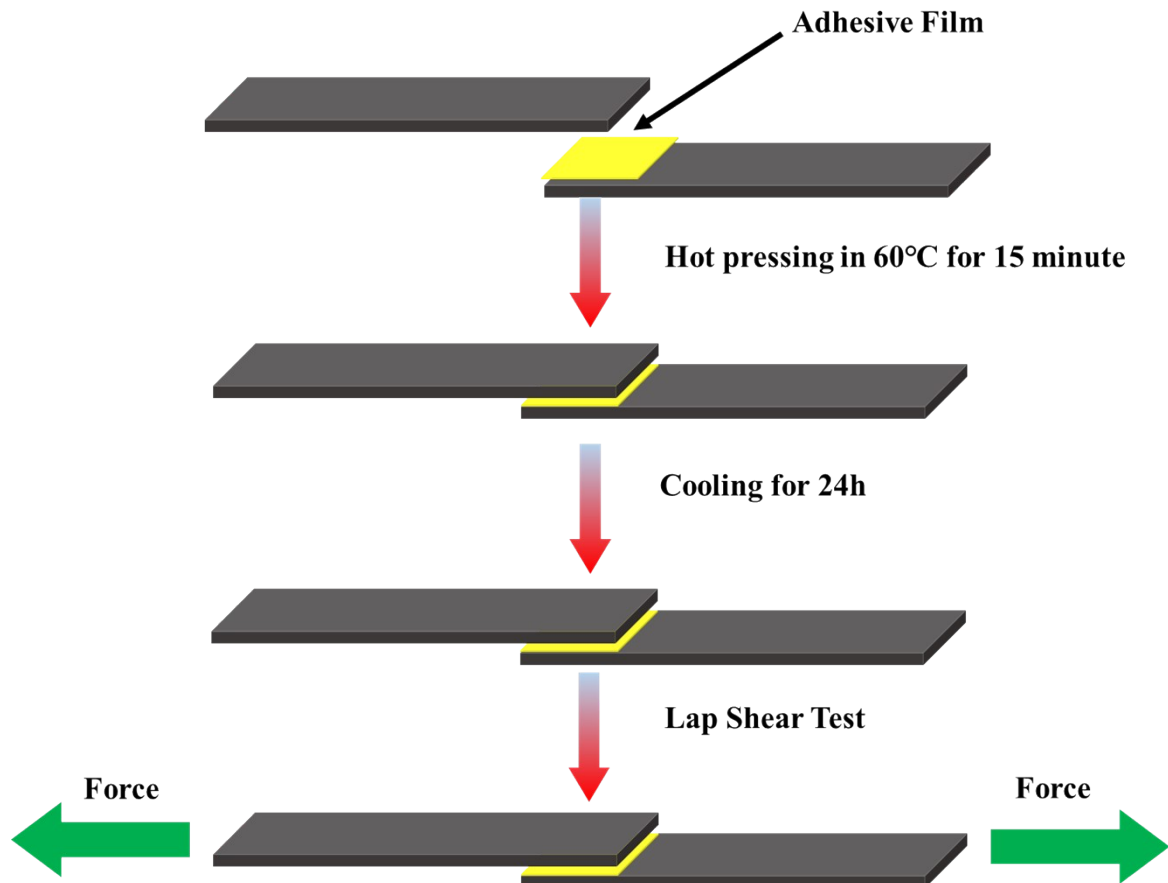 Adhesive Film
Hot pressing in 60°C for 15 minute
Cooling for 24h
Lap Shear Test
Force
Force